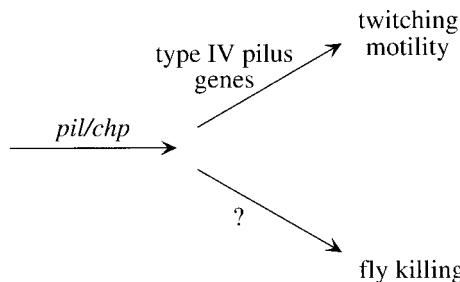 twitching
motility
type IV pilus
genes
pil/chp
?
fly killing